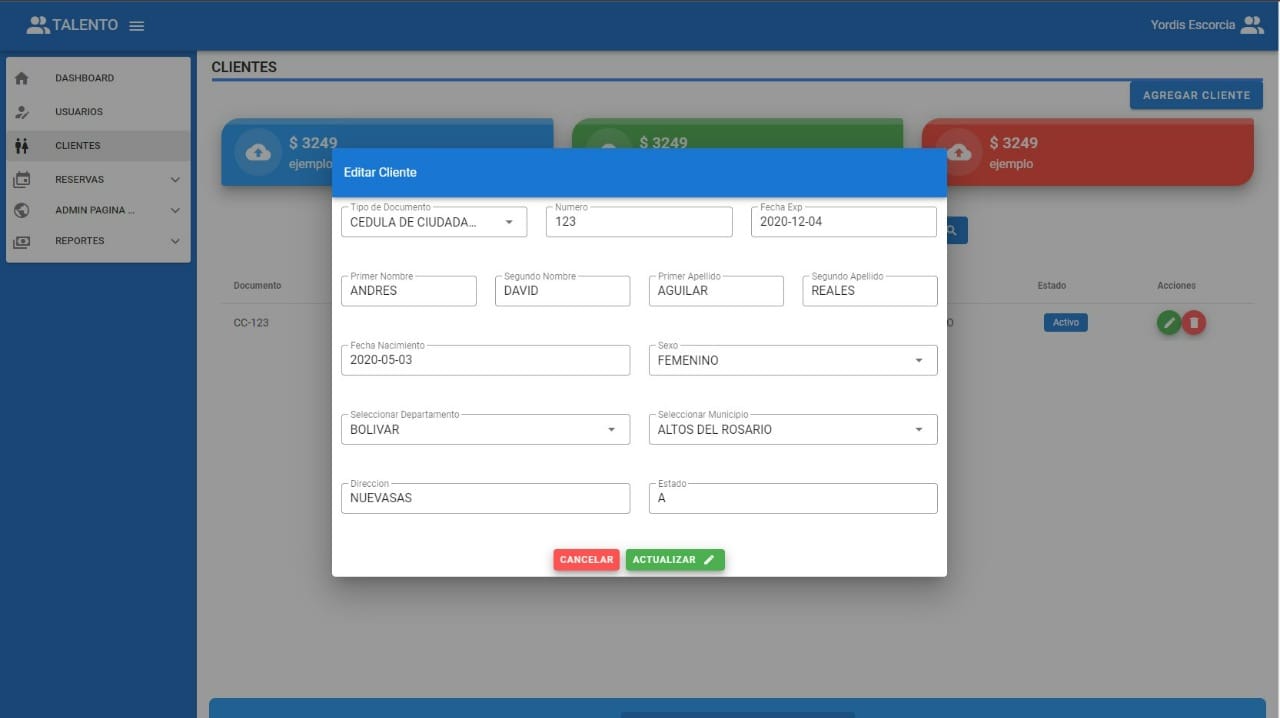 TALENTO
Yordis Escorcia
DASHBOARD
USUARIOS
CLIENTES
RESERVAS
ADMIN PAGINA ...
REPORTES
CLIENTES
AGREGAR CLIENTE
$ 3249
ejemplo
$ 3249
$ 3249
ejemplo
Documento
Estado
Acciones
CC-123
O
Activo
Editar Cliente
Tipo de Documento
CEDULA DE CIUDADA...
Numero
123
Fecha Exp
2020-12-04
Primer Nombre
ANDRES
Segundo Nombre
DAVID
Primer Apellido
AGUILAR
Segundo Apellido
REALES
Fecha Nacimiento
2020-05-03
Sexo
FEMENINO
Seleccionar Departamento
BOLIVAR
Seleccionar Municipio
ALTOS DEL ROSARIO
Direccion
NUEVASAS
Estado
A
CANCELAR
ACTUALIZAR